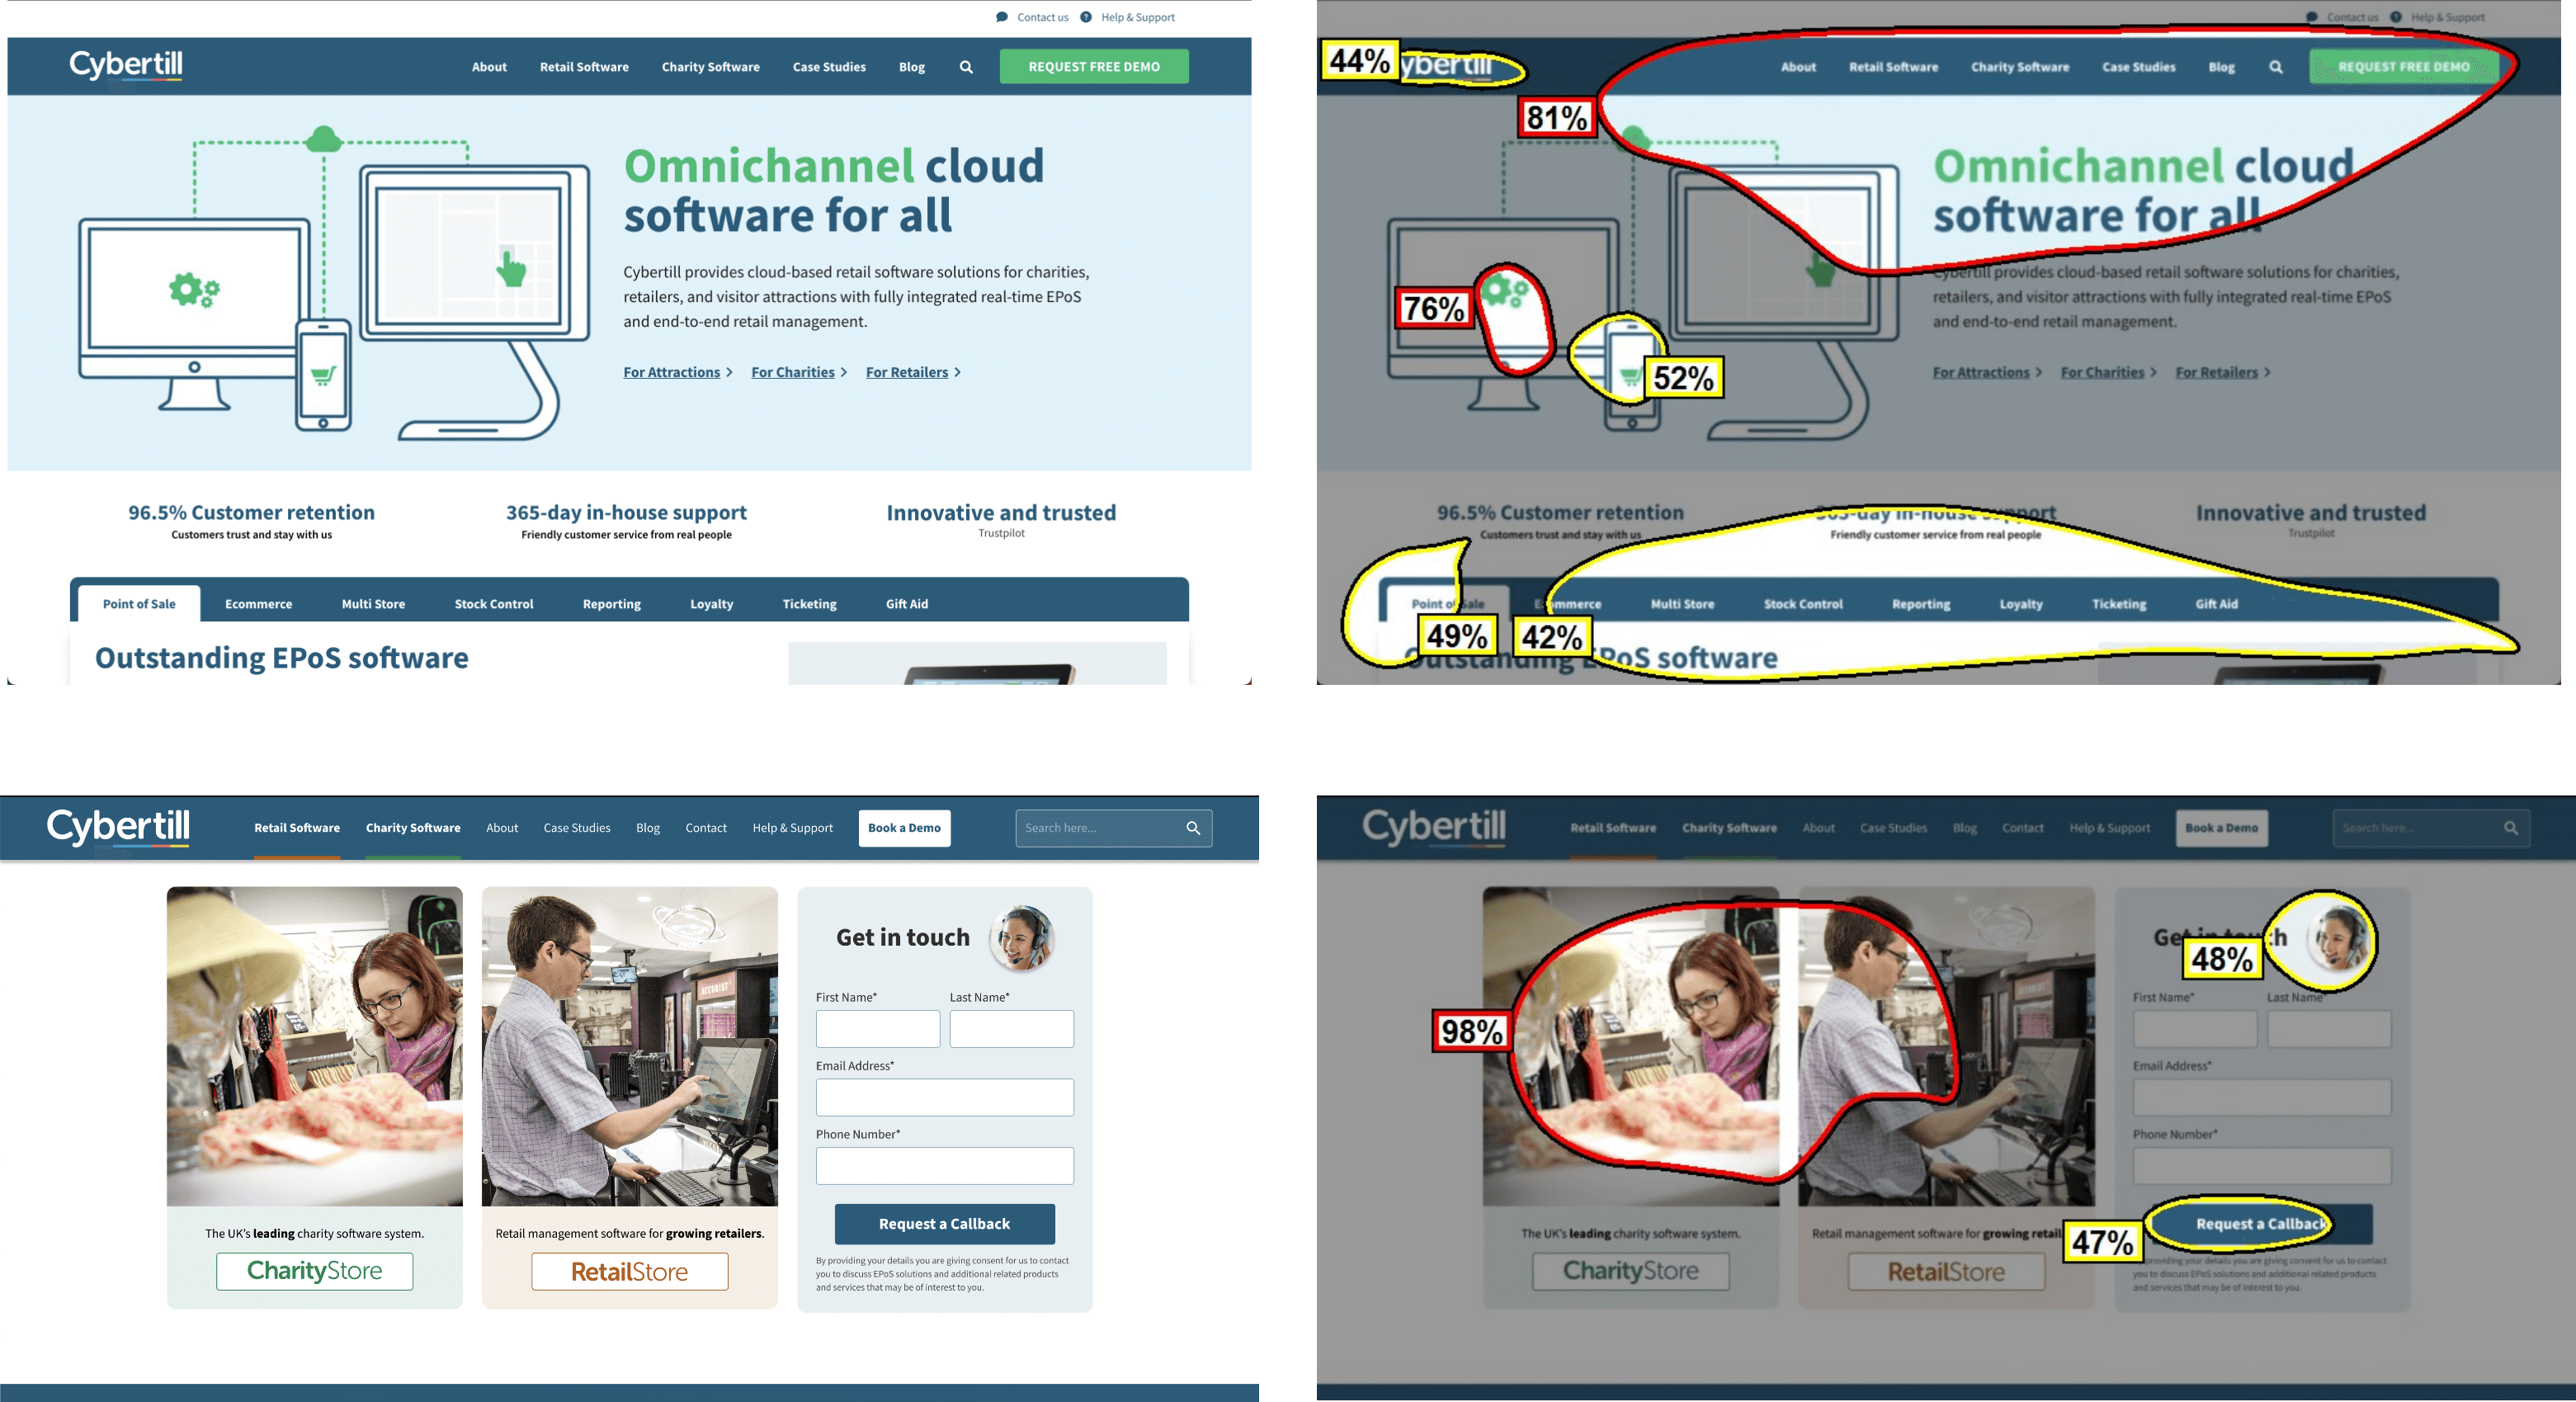 Contact us Help & Support
Cybertill About Retail Software Charity Software Case Studies Blog REQUEST FREE DEMO
Omnichannel cloud
software for all
Cybertill provides cloud-based retail software solutions for charities,
retailers, and visitor attractions with fully integrated real-time EPoS
and end-to-end retail management.
For Attractions > For Charities > For Retailers >
96.5% Customer retention 365-day in-house support Innovative and trusted
Customers trust and stay with us Friendly customer service from real people Trustpilot
Point of Sale Ecommerce Multi Store Stock Control Reporting Loyalty Ticketing Gift Aid
Outstanding EPoS software
Contact us Help & Support
44% ybertill About Retail Software Charity Software Case Studies Blog REQUEST FREE DEMO
81%
Omnichannel cloud
software for all
Cybertill provides cloud-based retail software solutions for charities,
76% retailers, and visitor attractions with fully integrated real-time EPoS
and end-to-end retail management.
52% For Attractions > For Charities > For Retailers >
96.5% Customer retention 365-day in-house support Innovative and trusted
Customers trust and stay with us Friendly customer service from real people Trustpilot
Point of Sale Ecommerce Multi Store Stock Control Reporting Loyalty Ticketing Gift Aid
49% 42%
Outstanding EPoS software
Cybertill Retail Software Charity Software About Case Studies Blog Contact Help & Support Book a Demo Search here...
Get in touch
ACCURIST
First Name* Last Name*
Email Address*
Phone Number*
Request a Callback
The UK's leading charity software system. Retail management software for growing retailers.
CharityStore RetailStore
By providing your details you are giving consent for us to contact
you to discuss EPoS solutions and additional related products
and services that may be of interest to you.
Cybertill Retail Software Charity Software About Case Studies Blog Contact Help & Support Book a Demo Search here...
Get in touch
48%
ACCURIST
First Name* Last Name*
98%
Email Address*
Phone Number*
Request a Callback
47%
The UK's leading charity software system. Retail management software for growing retail
CharityStore RetailStore
providing your details you are giving consent for us to contact
you to discuss EPoS solutions and additional related products
and services that may be of interest to you.